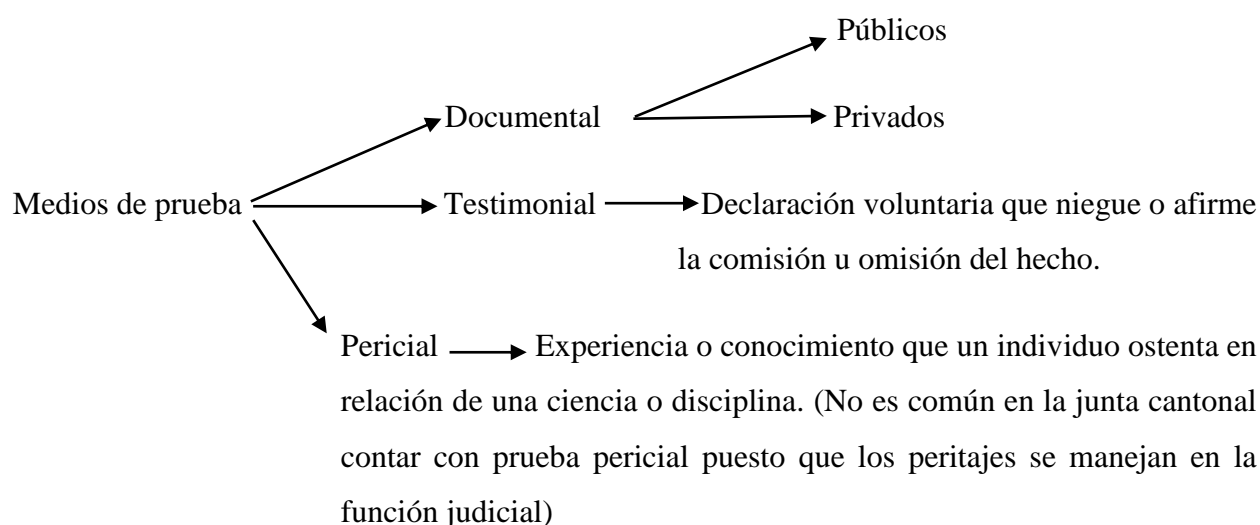 Públicos
Documental Privados
Medios de prueba Testimonial Declaración voluntaria que niegue o afirme
la comisión u omisión del hecho.
Pericial Experiencia o conocimiento que un individuo ostenta en
relación de una ciencia o disciplina. (No es común en la junta cantonal
contar con prueba pericial puesto que los peritajes se manejan en la
función judicial)